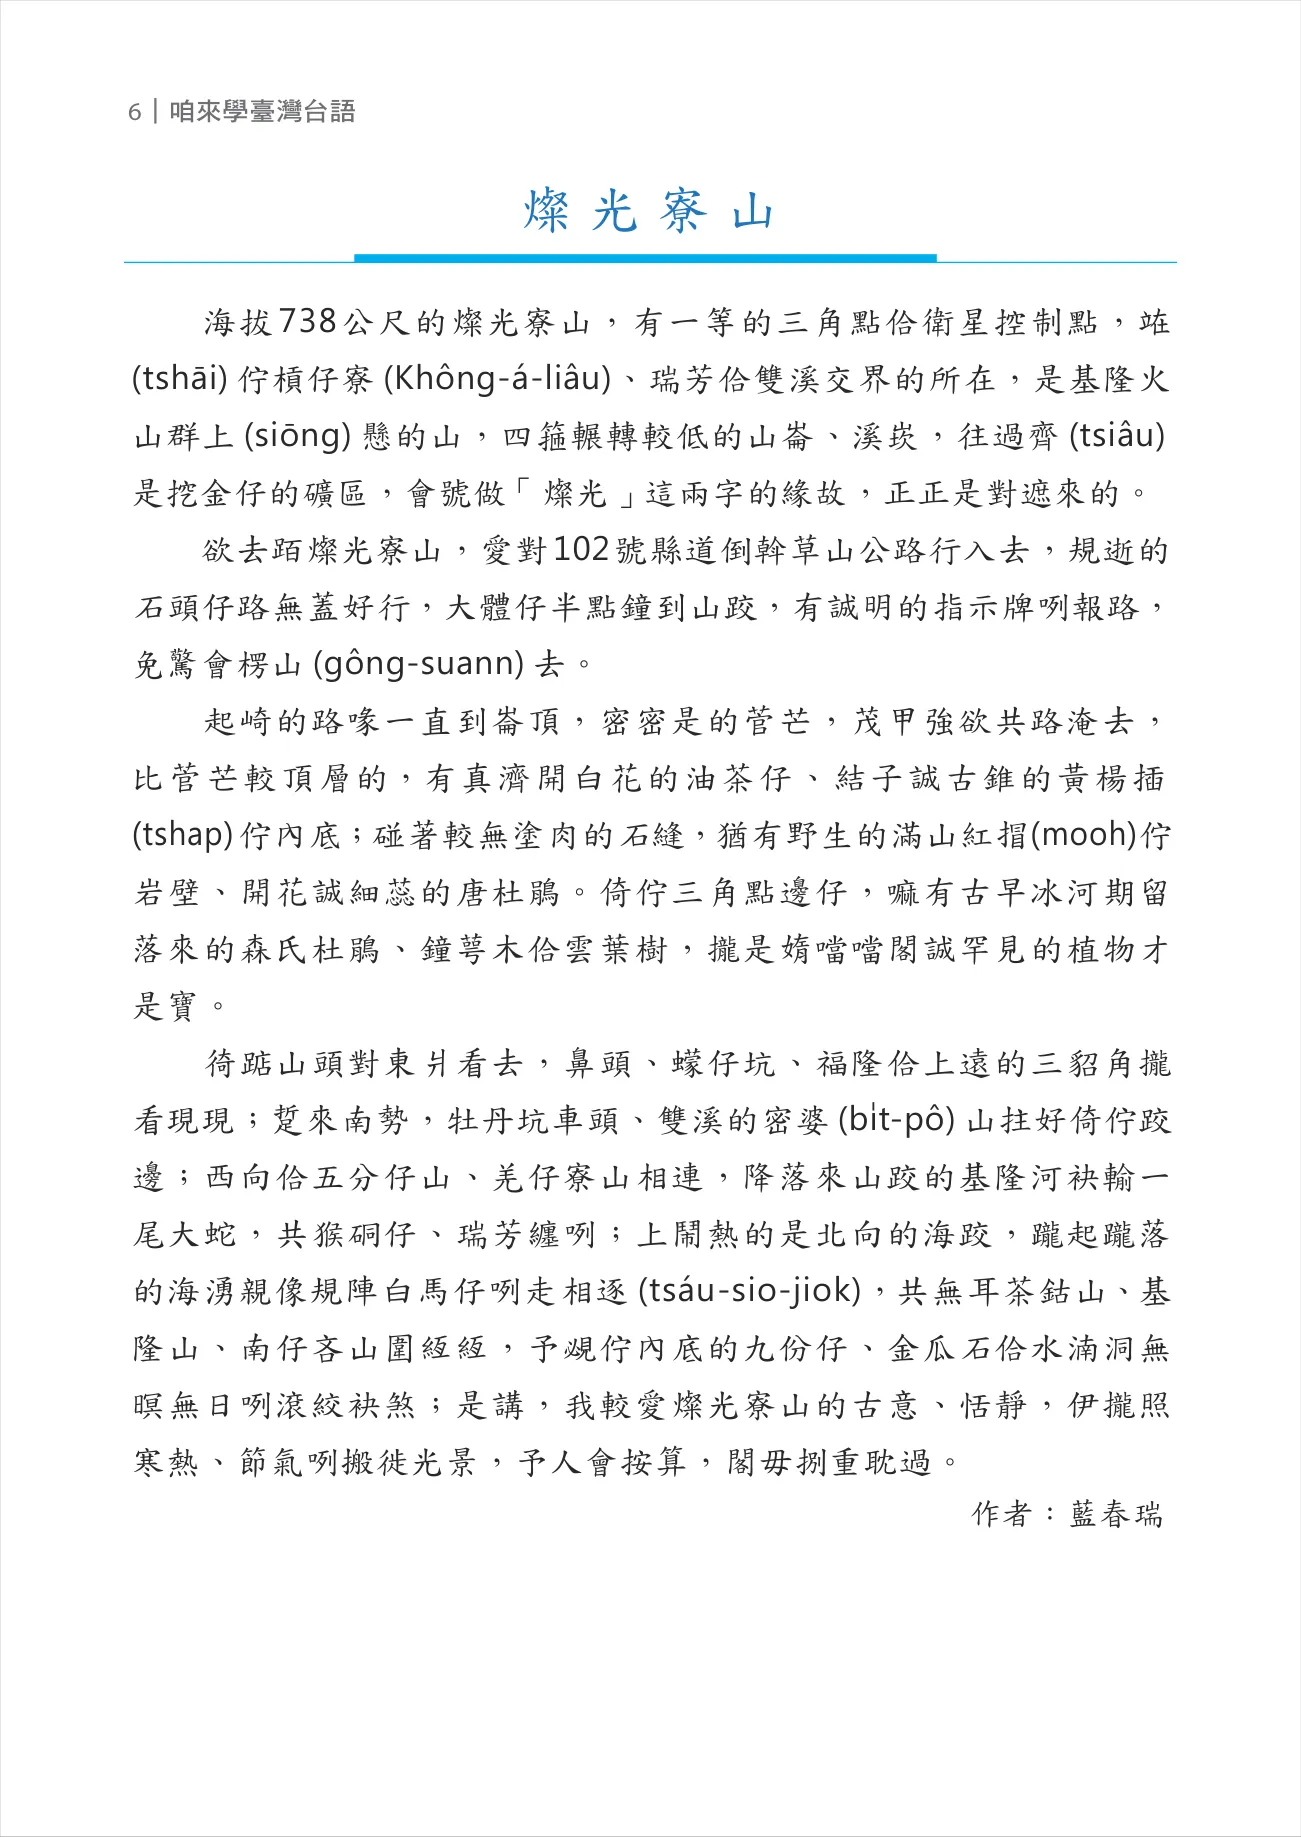 6｜咱來學臺灣台語
燦光寮山
海拔738公尺的燦光寮山，有一等的三角點佮衛星控制點，𫞼
(tshāi) 佇槓仔寮 (Không-á-liâu)、瑞芳佮雙溪交界的所在，是基隆火
山群上 (siōng) 懸的山，四箍輾轉較低的山崙、溪崁，往過齊 (tsiâu)
是挖金仔的礦區，會號做「燦光」這兩字的緣故，正正是對遮來的。
欲去𬦰燦光寮山，愛對102號縣道倒斡草山公路行入去，規逝的
石頭仔路無蓋好行，大體仔半點鐘到山跤，有誠明的指示牌咧報路，
免驚會楞山 (gông-suann) 去。
起崎的路喙一直到崙頂，密密是的菅芒，茂甲強欲共路淹去，
比菅芒較頂層的，有真濟開白花的油茶仔、結子誠古錐的黃楊插
(tshap)佇內底；碰著較無塗肉的石縫，猶有野生的滿山紅𢫫(mooh)佇
岩壁、開花誠細蕊的唐杜鵑。倚佇三角點邊仔，嘛有古早冰河期留
落來的森氏杜鵑、鐘萼木佮雲葉樹，攏是媠噹噹閣誠罕見的植物才
是寶。
徛踮山頭對東爿看去，鼻頭、蠓仔坑、福隆佮上遠的三貂角攏
看現現；踅來南勢，牡丹坑車頭、雙溪的密婆 (bi̍t-pô) 山拄好倚佇跤
邊；西向佮五分仔山、羌仔寮山相連，降落來山跤的基隆河袂輸一
尾大蛇，共猴硐仔、瑞芳纏咧；上鬧熱的是北向的海跤，躘起躘落
的海湧親像規陣白馬仔咧走相逐 (tsáu-sio-jiok)，共無耳茶鈷山、基
隆山、南仔吝山圍絚絚，予覕佇內底的九份仔、金瓜石佮水湳洞無
暝無日咧滾絞袂煞；是講，我較愛燦光寮山的古意、恬靜，伊攏照
寒熱、節氣咧搬徙光景，予人會按算，閣毋捌重耽過。
作者：藍春瑞